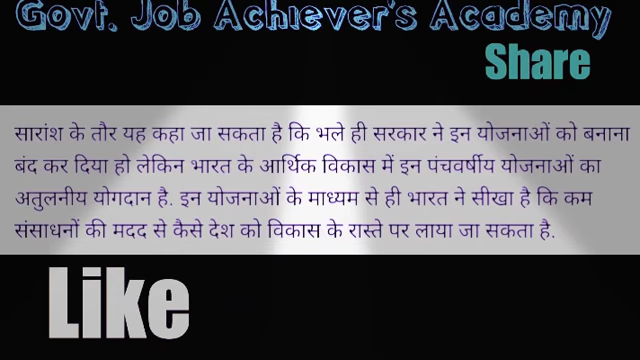 Govt. Job Achiever's Academy
Share
सारांश के तौर यह कहा जा सकता है कि भले ही सरकार ने इन योजनाओं को बनाना
बंद कर दिया हो लेकिन भारत के आर्थिक विकास में इन पंचवर्षीय योजनाओं का
अतुलनीय योगदान है. इन योजनाओं के माध्यम से ही भारत ने सीखा है कि कम
संसाधनों की मदद से कैसे देश को विकास के रास्ते पर लाया जा सकता है.
Like